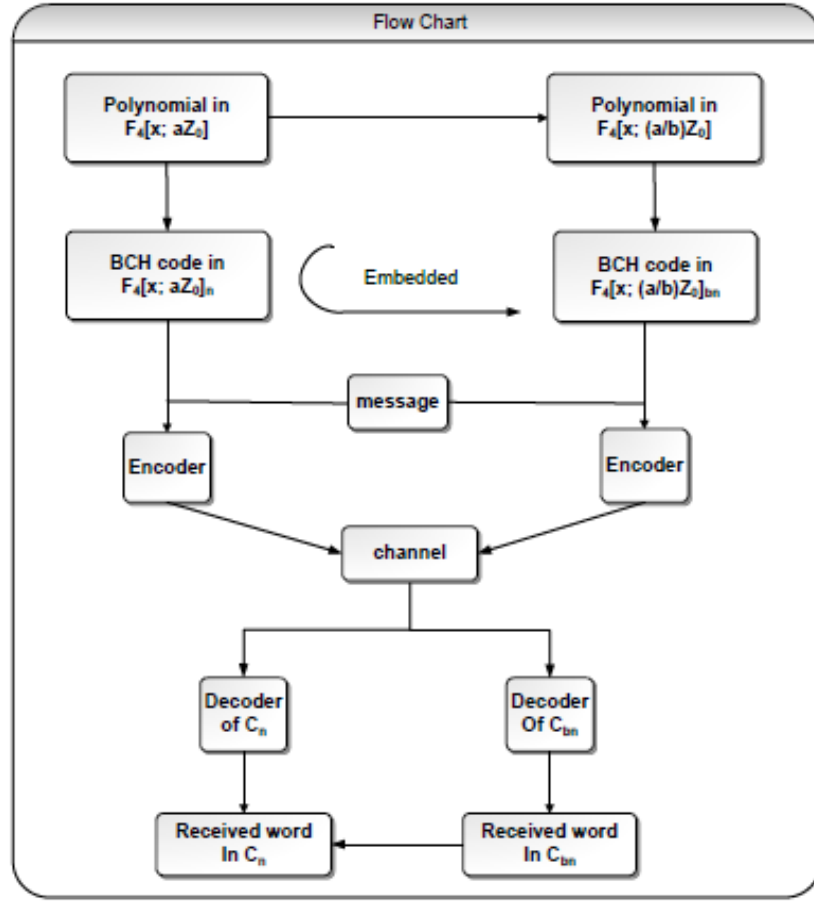 Flow Chart
Polynomial in
F₄[x; aZ₀]
Polynomial in
F₄[x; (a/b)Z₀]
BCH code in
F₄[x; aZ₀]ₙ
Embedded
BCH code in
F₄[x; (a/b)Z₀]bn
message
Encoder
Encoder
channel
Decoder
of Cₙ
Decoder
Of Cbn
Received word
In Cₙ
Received word
In Cbn